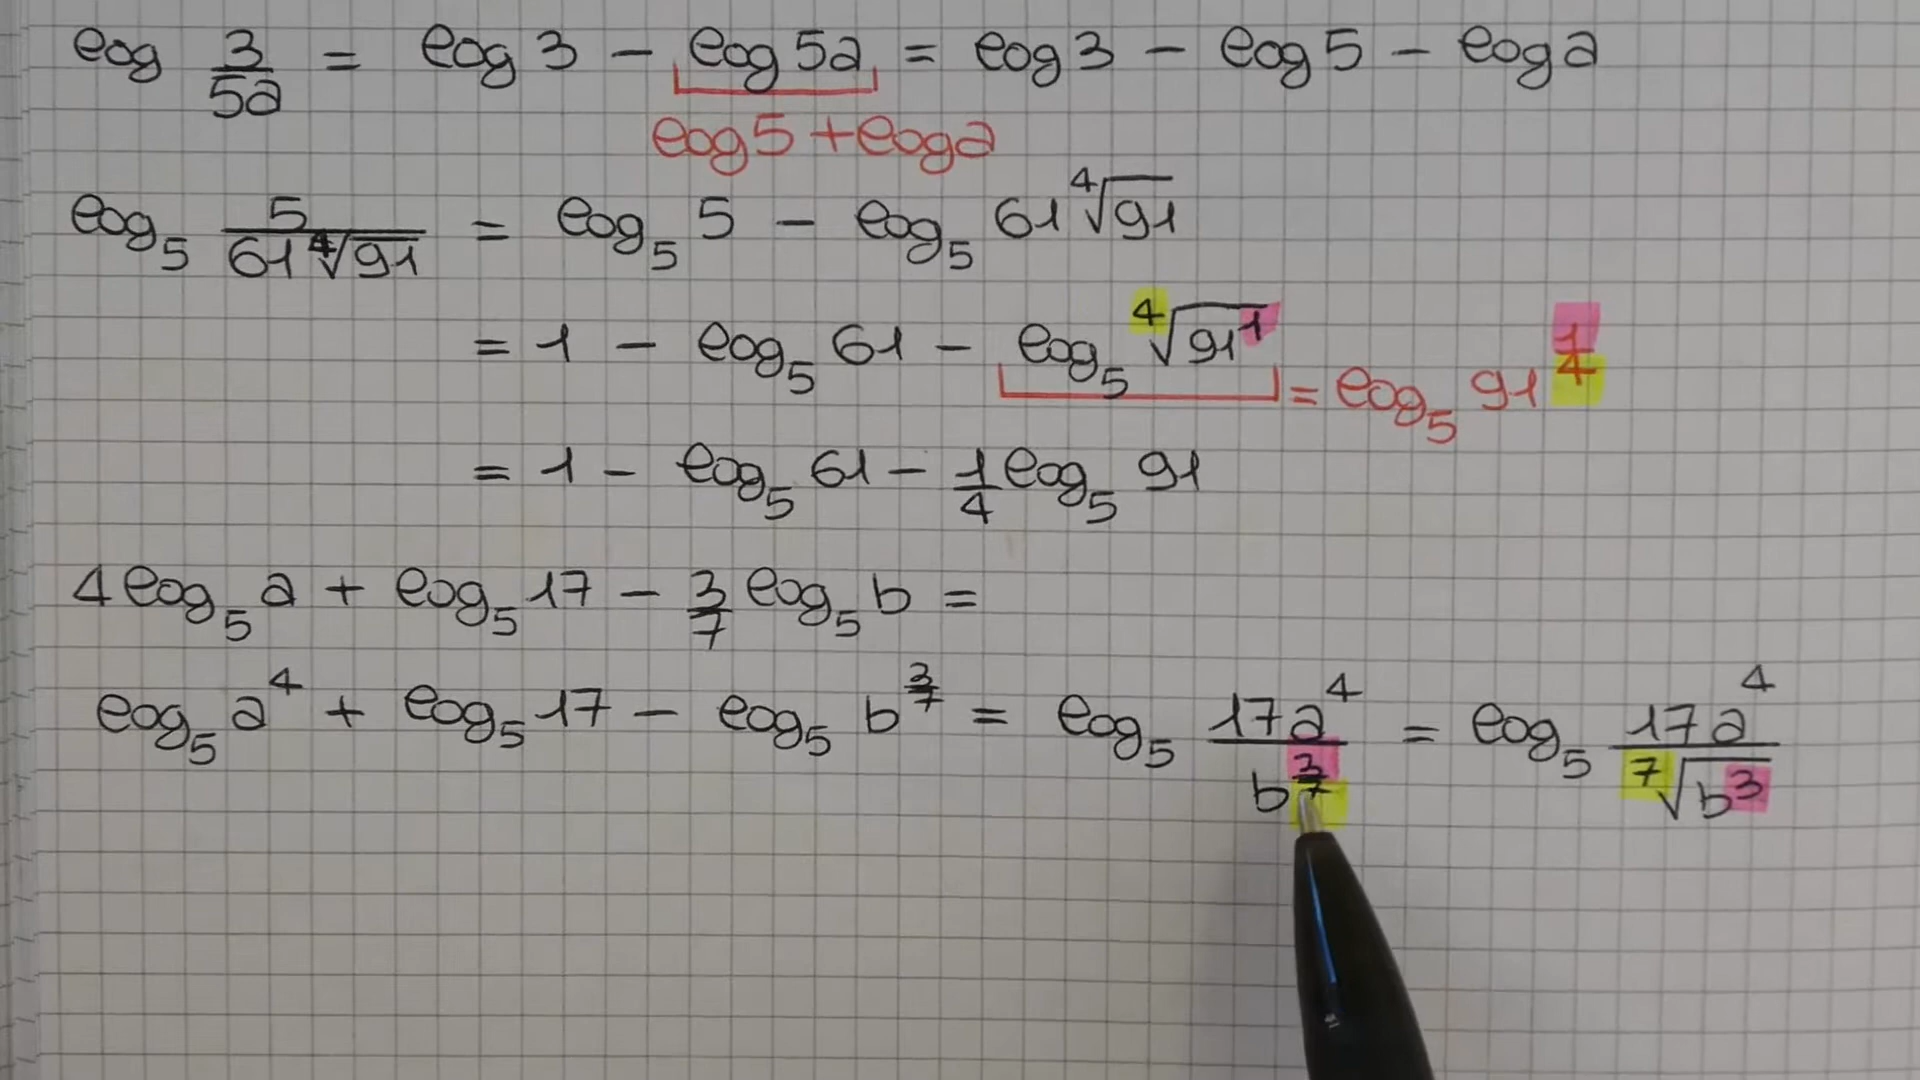 log 3/5a = log 3 − log 5a = log 3 − log 5 − log a
log 5 + log a
log₅ 5/(61 ⁴√91) = log₅ 5 − log₅ 61 ⁴√91
= 1 − log₅ 61 − log₅ ⁴√(91¹) = log₅ 91^(1/4)
= 1 − log₅ 61 − 1/4 log₅ 91
4 log₅ a + log₅ 17 − 3/7 log₅ b =
log₅ a⁴ + log₅ 17 − log₅ b^(3/7) = log₅ 17a⁴/b^(3/7) = log₅ 17a⁴/⁷√(b³)